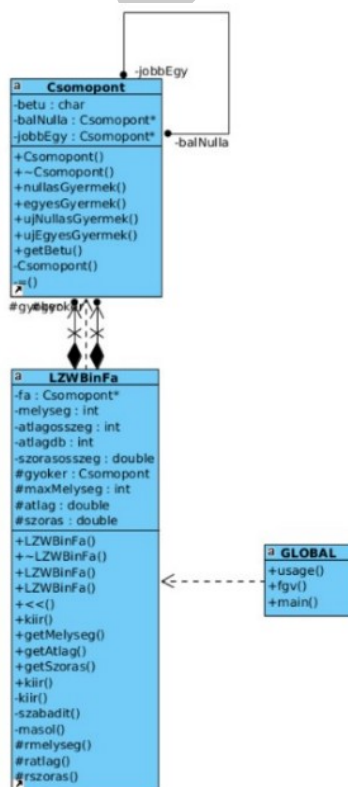 -jobbEgy
a Csomopont
-betu : char
-balNulla : Csomopont*
-jobbEgy : Csomopont*
-balNulla
+Csomopont()
+~Csomopont()
+nullasGyermek()
+egyesGyermek()
+ujNullasGyermek()
+ujEgyesGyermek()
+getBetu()
-Csomopont()
-=()
a LZWBinFa
-fa : Csomopont*
-melyseg : int
-atlagosszeg : int
-atlagdb : int
-szorasosszeg : double
#gyoker : Csomopont
#maxMelyseg : int
#atlag : double
#szoras : double
+LZWBinFa()
+~LZWBinFa()
+LZWBinFa()
+LZWBinFa()
+<<()
+kiir()
+getMelyseg()
+getAtlag()
+getSzoras()
+kiir()
-kiir()
-szabadit()
-masol()
#rmelyseg()
#ratlag()
#rszoras()
a GLOBAL
+usage()
+fgv()
+main()